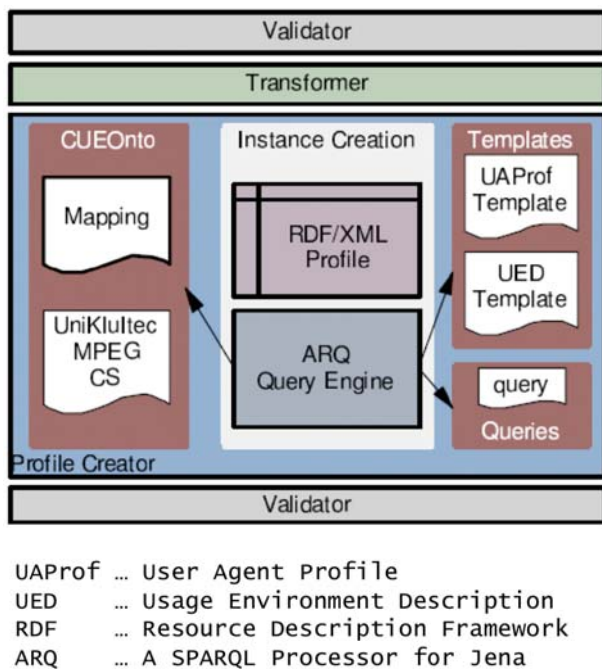 Validator
Transformer
CUEOnto
Mapping
UniKlultec
MPEG
CS
Instance Creation
RDF/XML
Profile
ARQ
Query Engine
Templates
UAProf
Template
UED
Template
query
Queries
Profile Creator
Validator
UAProf … User Agent Profile
UED … Usage Environment Description
RDF … Resource Description Framework
ARQ … A SPARQL Processor for Jena